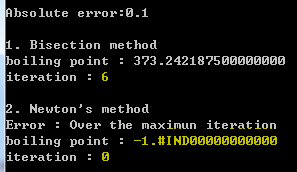 Absolute error:0.1
1. Bisection method
boiling point : 373.242187500000000
iteration : 6
2. Newton's method
Error : Over the maximun iteration
boiling point : -1.#IND00000000000
iteration : 0